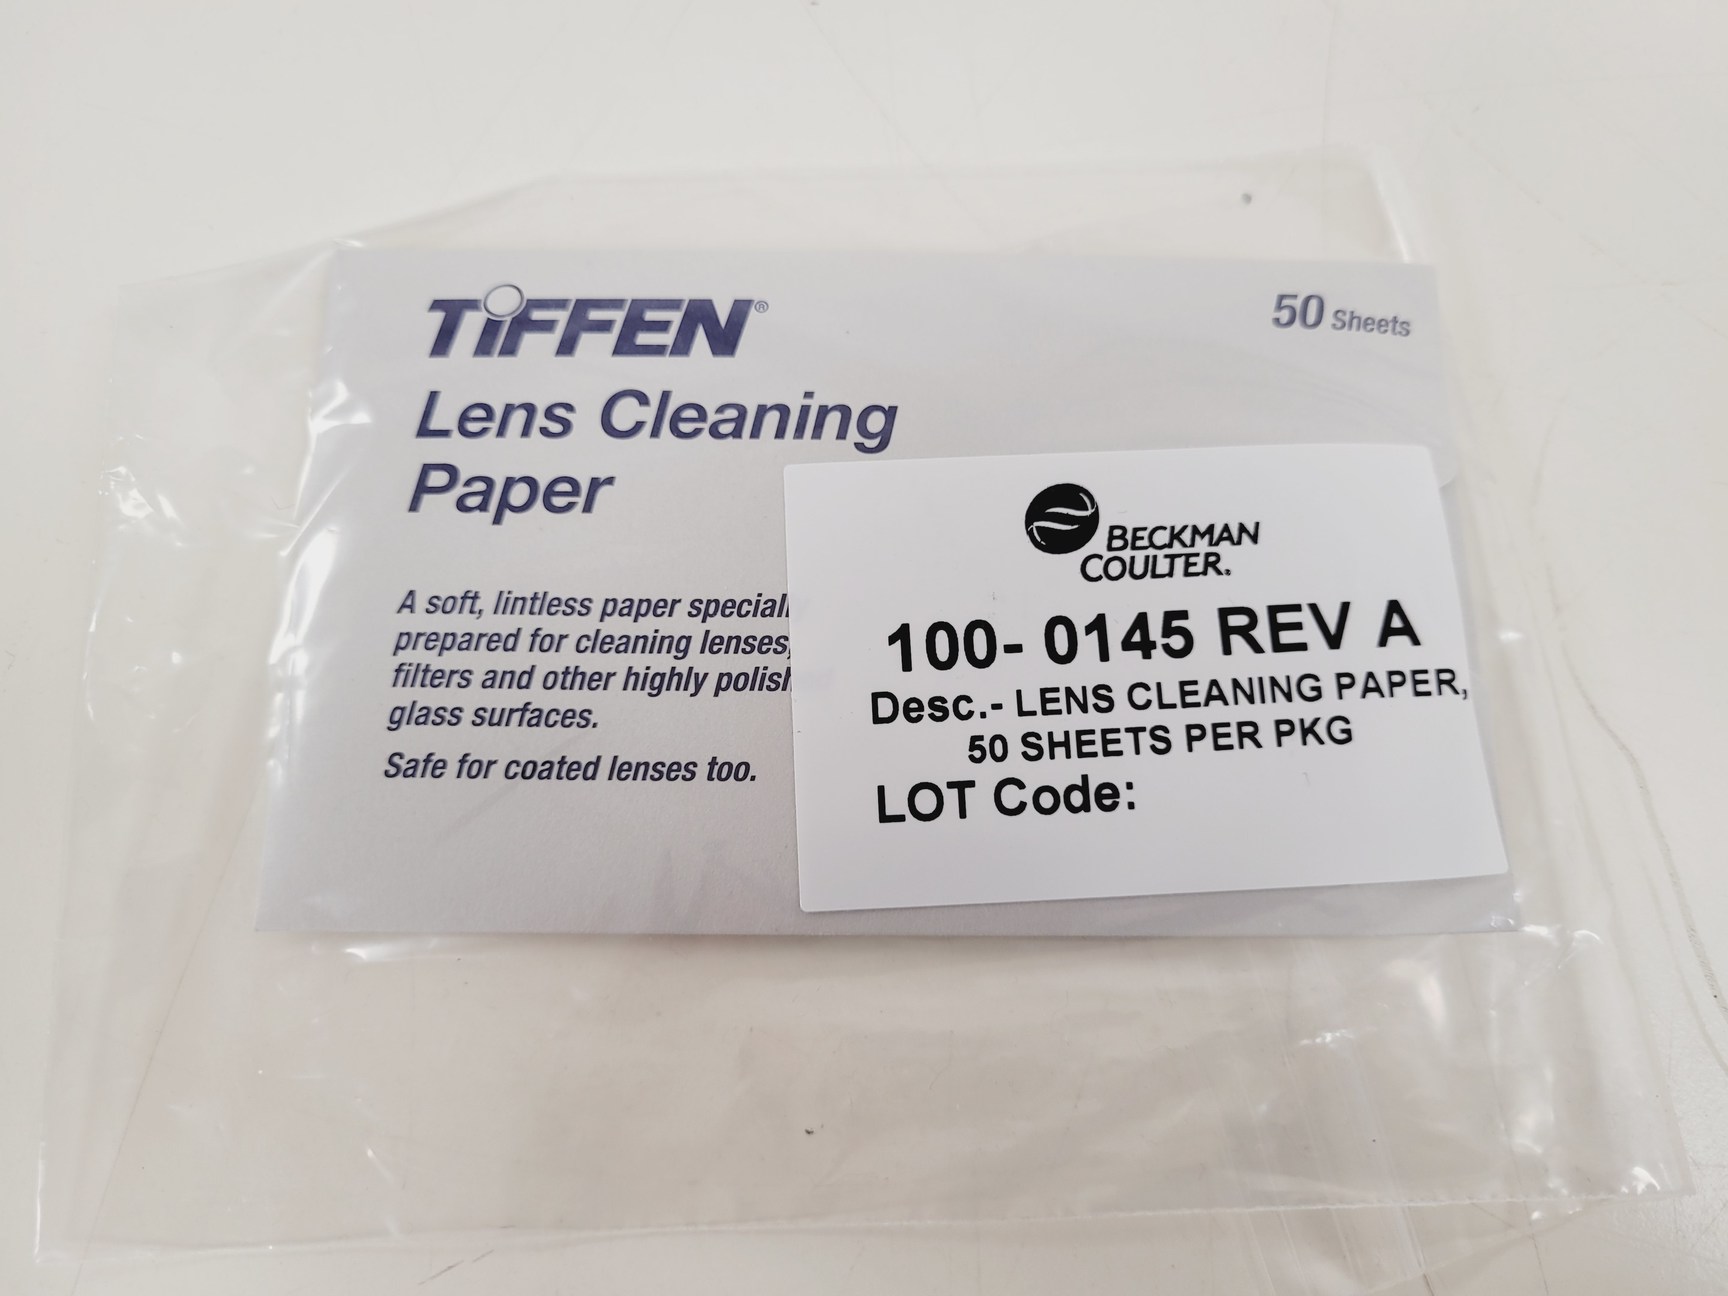 TIFFEN®
50 Sheets
Lens Cleaning
Paper
A soft, lintless paper
prepared for cleaning lenses,
filters and other highly
glass surfaces.
Safe for coated lenses too.
BECKMAN
COULTER.
100- 0145 REV A
Desc.- LENS CLEANING PAPER,
50 SHEETS PER PKG
LOT Code: